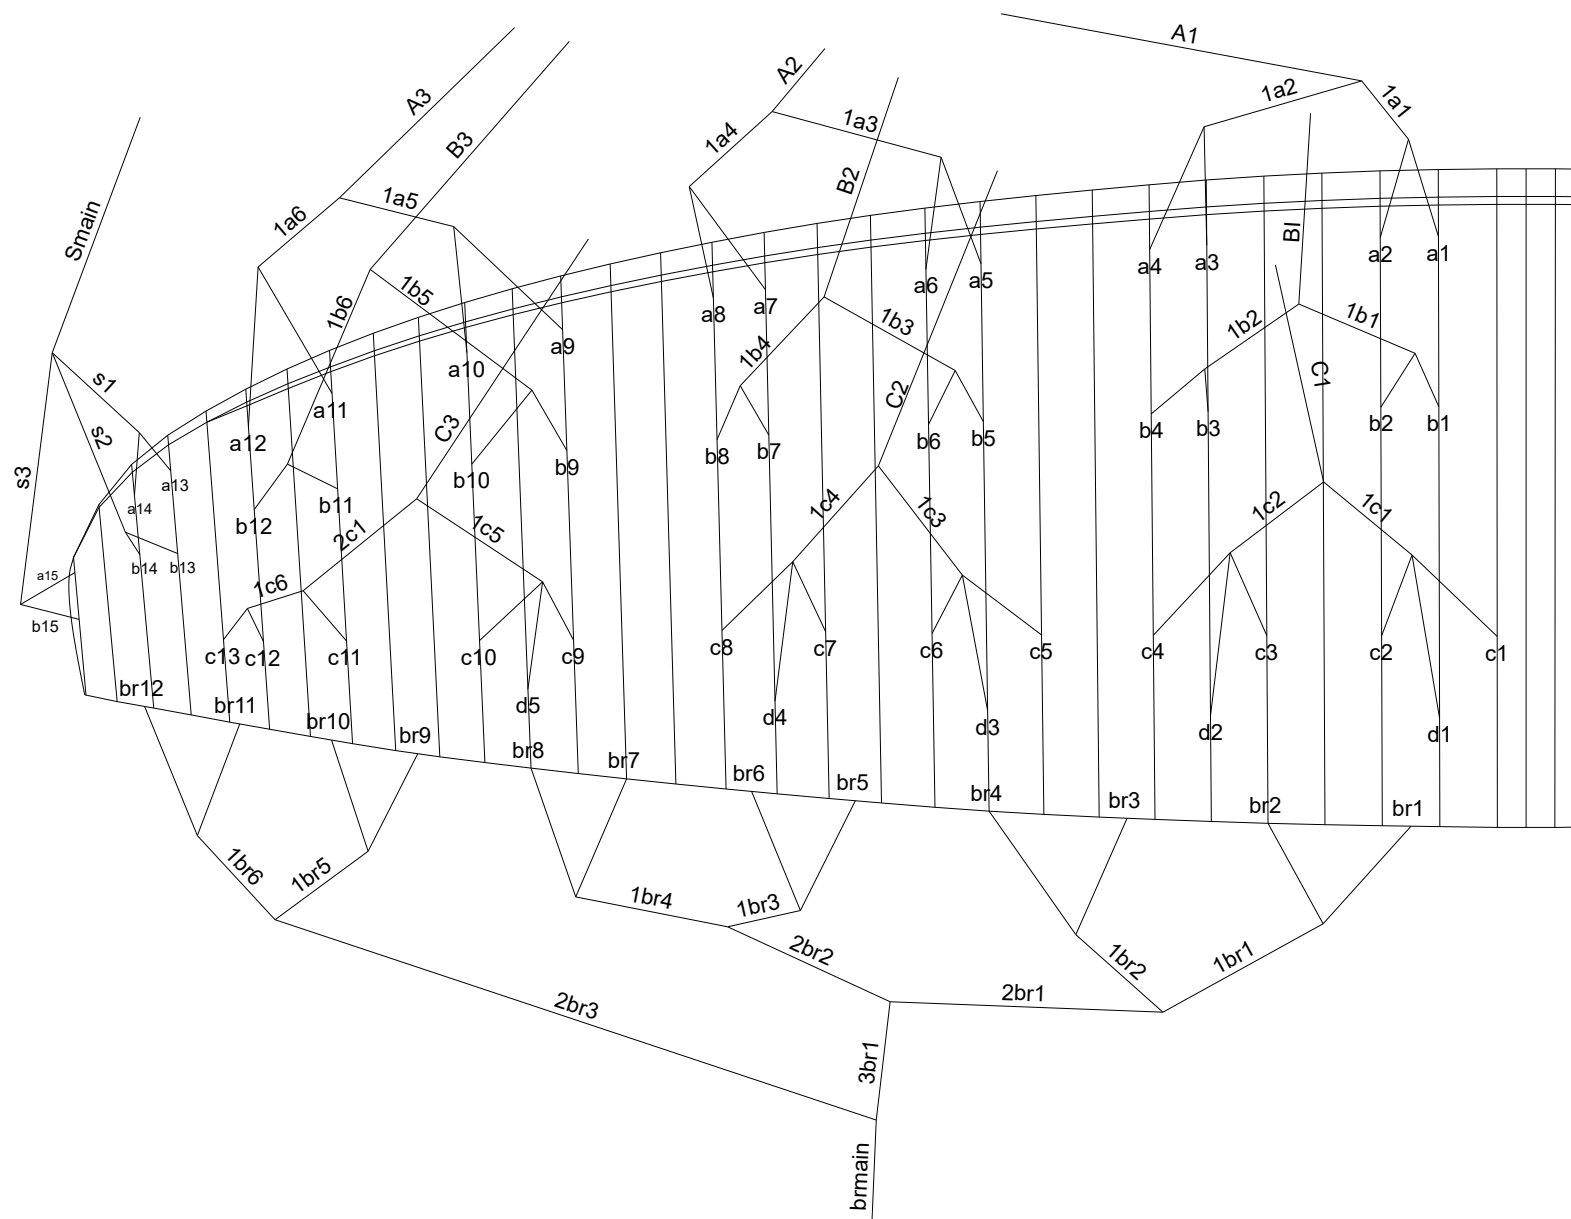 A1
A2
1a2
A3
1a1
1a3
1a4
B3
B2
1a5
1a6
Smain
BI
a4
a3
a2
a1
a6
a5
1b5
a8
a7
1b6
1b3
1b2
1b1
a9
1b4
a10
C1
s1
C2
a11
C3
s2
a12
b4
b3
b2
b1
b6
b5
b8
b7
b9
s3
a13
b10
a14
b11
b12
1c4
1c3
1c2
1c1
1c5
2c1
b14
b13
a15
1c6
b15
c13
c12
c11
c10
c9
c8
c7
c6
c5
c4
c3
c2
c1
br12
br11
d5
br10
d4
d3
d2
d1
br9
br8
br7
br6
br5
br4
br3
br2
br1
1br6
1br5
1br4
1br3
2br2
1br2
1br1
2br3
2br1
3br1
brmain